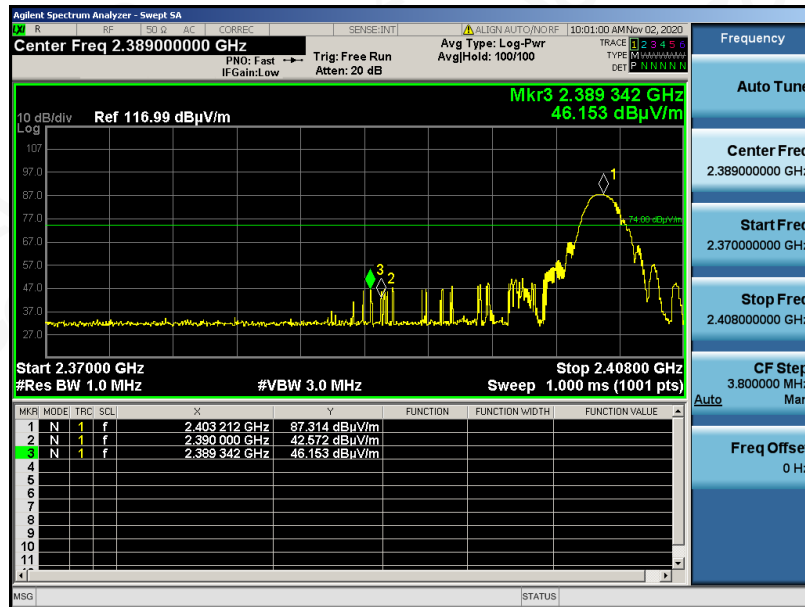 Agilent Spectrum Analyzer - Swept SA
LXI R RF 50 Ω AC CORREC SENSE:INT ALIGN AUTO/NORF 10:01:00 AM Nov 02, 2020
Center Freq 2.389000000 GHz
PNO: Fast
IFGain:Low
Trig: Free Run
Atten: 20 dB
Avg Type: Log-Pwr
Avg|Hold: 100/100
TRACE 1 2 3 4 5 6
TYPE M W W W W W
DET P N N N N N
Mkr3 2.389 342 GHz
46.153 dBµV/m
10 dB/div Ref 116.99 dBµV/m
Log
107
97.0
87.0
77.0
67.0
57.0
47.0
37.0
27.0
74.00 dBµV/m
1
3
2
Start 2.37000 GHz Stop 2.40800 GHz
#Res BW 1.0 MHz #VBW 3.0 MHz Sweep 1.000 ms (1001 pts)
MKR MODE TRC SCL X Y FUNCTION FUNCTION WIDTH FUNCTION VALUE
1 N 1 f 2.403 212 GHz 87.314 dBµV/m
2 N 1 f 2.390 000 GHz 42.572 dBµV/m
3 N 1 f 2.389 342 GHz 46.153 dBµV/m
4
5
6
7
8
9
10
11
MSG STATUS
Frequency
Auto Tune
Center Freq
2.389000000 GHz
Start Freq
2.370000000 GHz
Stop Freq
2.408000000 GHz
CF Step
3.800000 MHz
Auto Man
Freq Offset
0 Hz